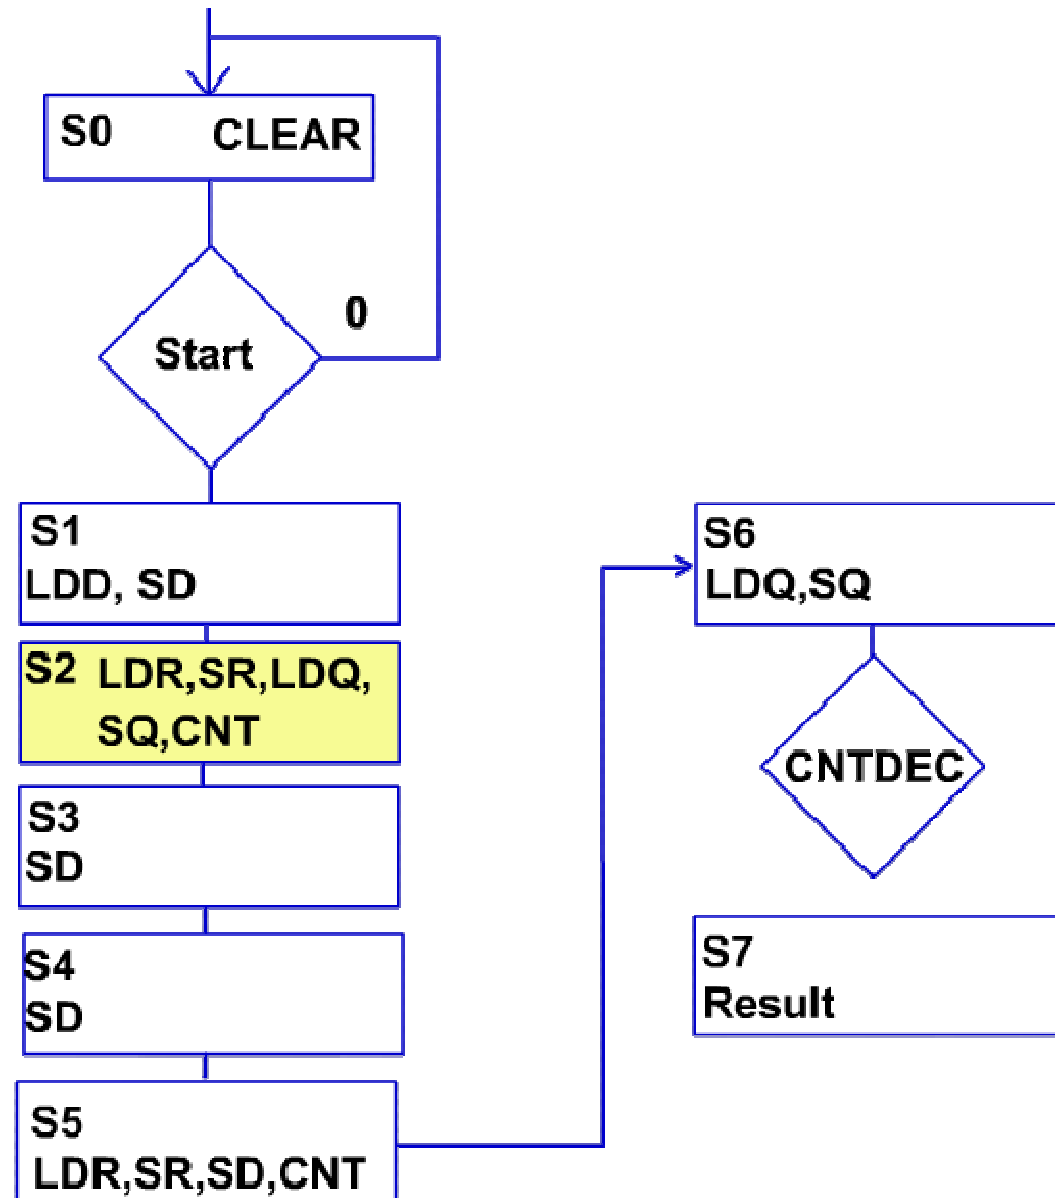 S0 CLEAR
0
Start
S1
LDD, SD
S2 LDR,SR,LDQ,
SQ,CNT
S3
SD
S4
SD
S5
LDR,SR,SD,CNT
S6
LDQ,SQ
CNTDEC
S7
Result